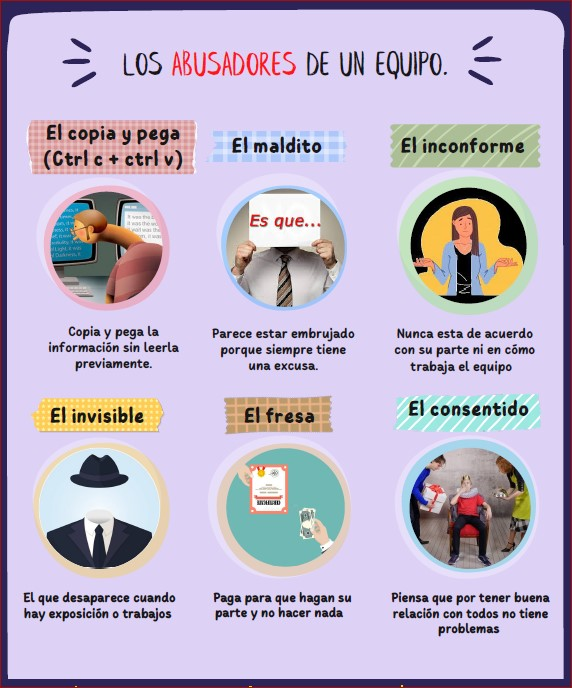 LOS ABUSADORES DE UN EQUIPO.
El copia y pega
(Ctrl c + ctrl v)
El maldito
El inconforme
Es que...
Copia y pega la
información sin leerla
previamente.
Parece estar embrujado
porque siempre tiene
una excusa.
Nunca esta de acuerdo
con su parte ni en cómo
trabaja el equipo
El invisible
El fresa
El consentido
El que desaparece cuando
hay exposición o trabajos
Paga para que hagan su
parte y no hacer nada
Piensa que por tener buena
relación con todos no tiene
problemas